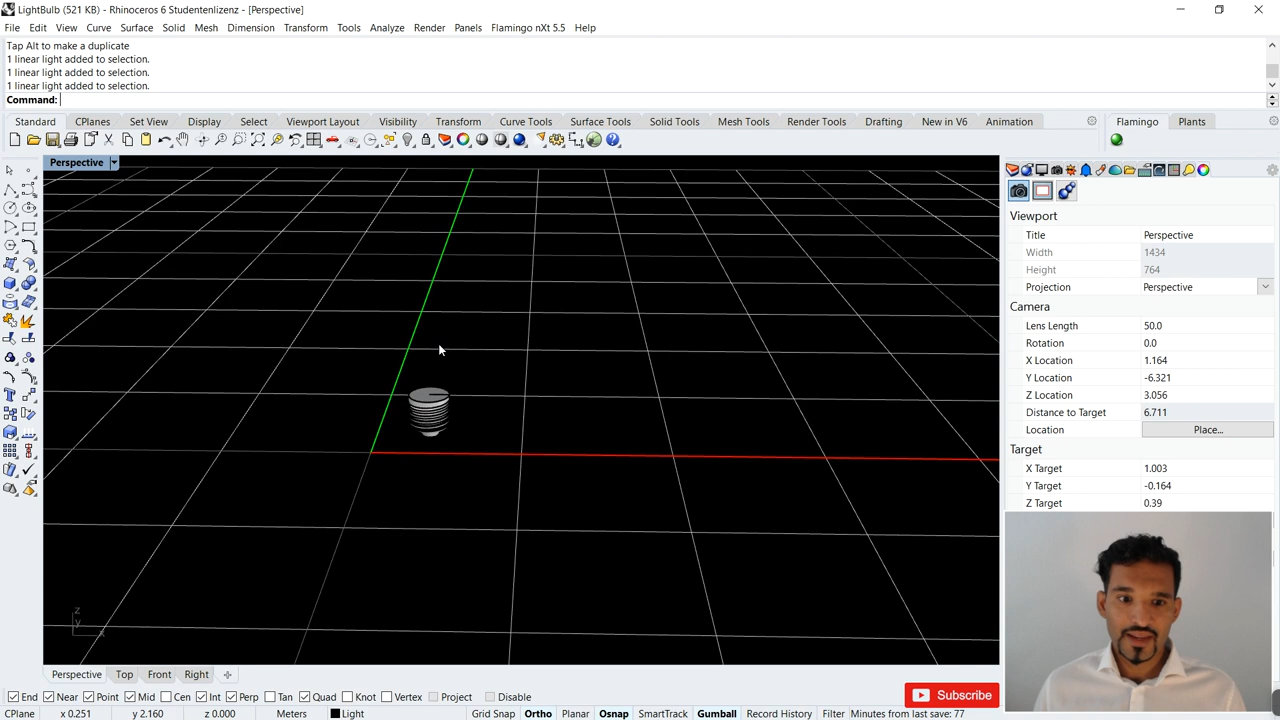 LightBulb (521 KB) - Rhinoceros 6 Studentenlizenz - [Perspective]
File Edit View Curve Surface Solid Mesh Dimension Transform Tools Analyze Render Panels Flamingo nXt 5.5 Help
Tap Alt to make a duplicate
1 linear light added to selection.
1 linear light added to selection.
1 linear light added to selection.
Command:
Standard CPlanes Set View Display Select Viewport Layout Visibility Transform Curve Tools Surface Tools Solid Tools Mesh Tools Render Tools Drafting New in V6 Animation Flamingo Plants
Perspective
Viewport
Title Perspective
Width 1434
Height 764
Projection Perspective
Camera
Lens Length 50.0
Rotation 0.0
X Location 1.164
Y Location -6.321
Z Location 3.056
Distance to Target 6.711
Location Place...
Target
X Target 1.003
Y Target -0.164
Z Target 0.39
z
y
x
Perspective Top Front Right
End Near Point Mid Cen Int Perp Tan Quad Knot Vertex Project Disable
Subscribe
CPlane x 0.251 y 2.160 z 0.000 Meters Light Grid Snap Ortho Planar Osnap SmartTrack Gumball Record History Filter Minutes from last save: 77